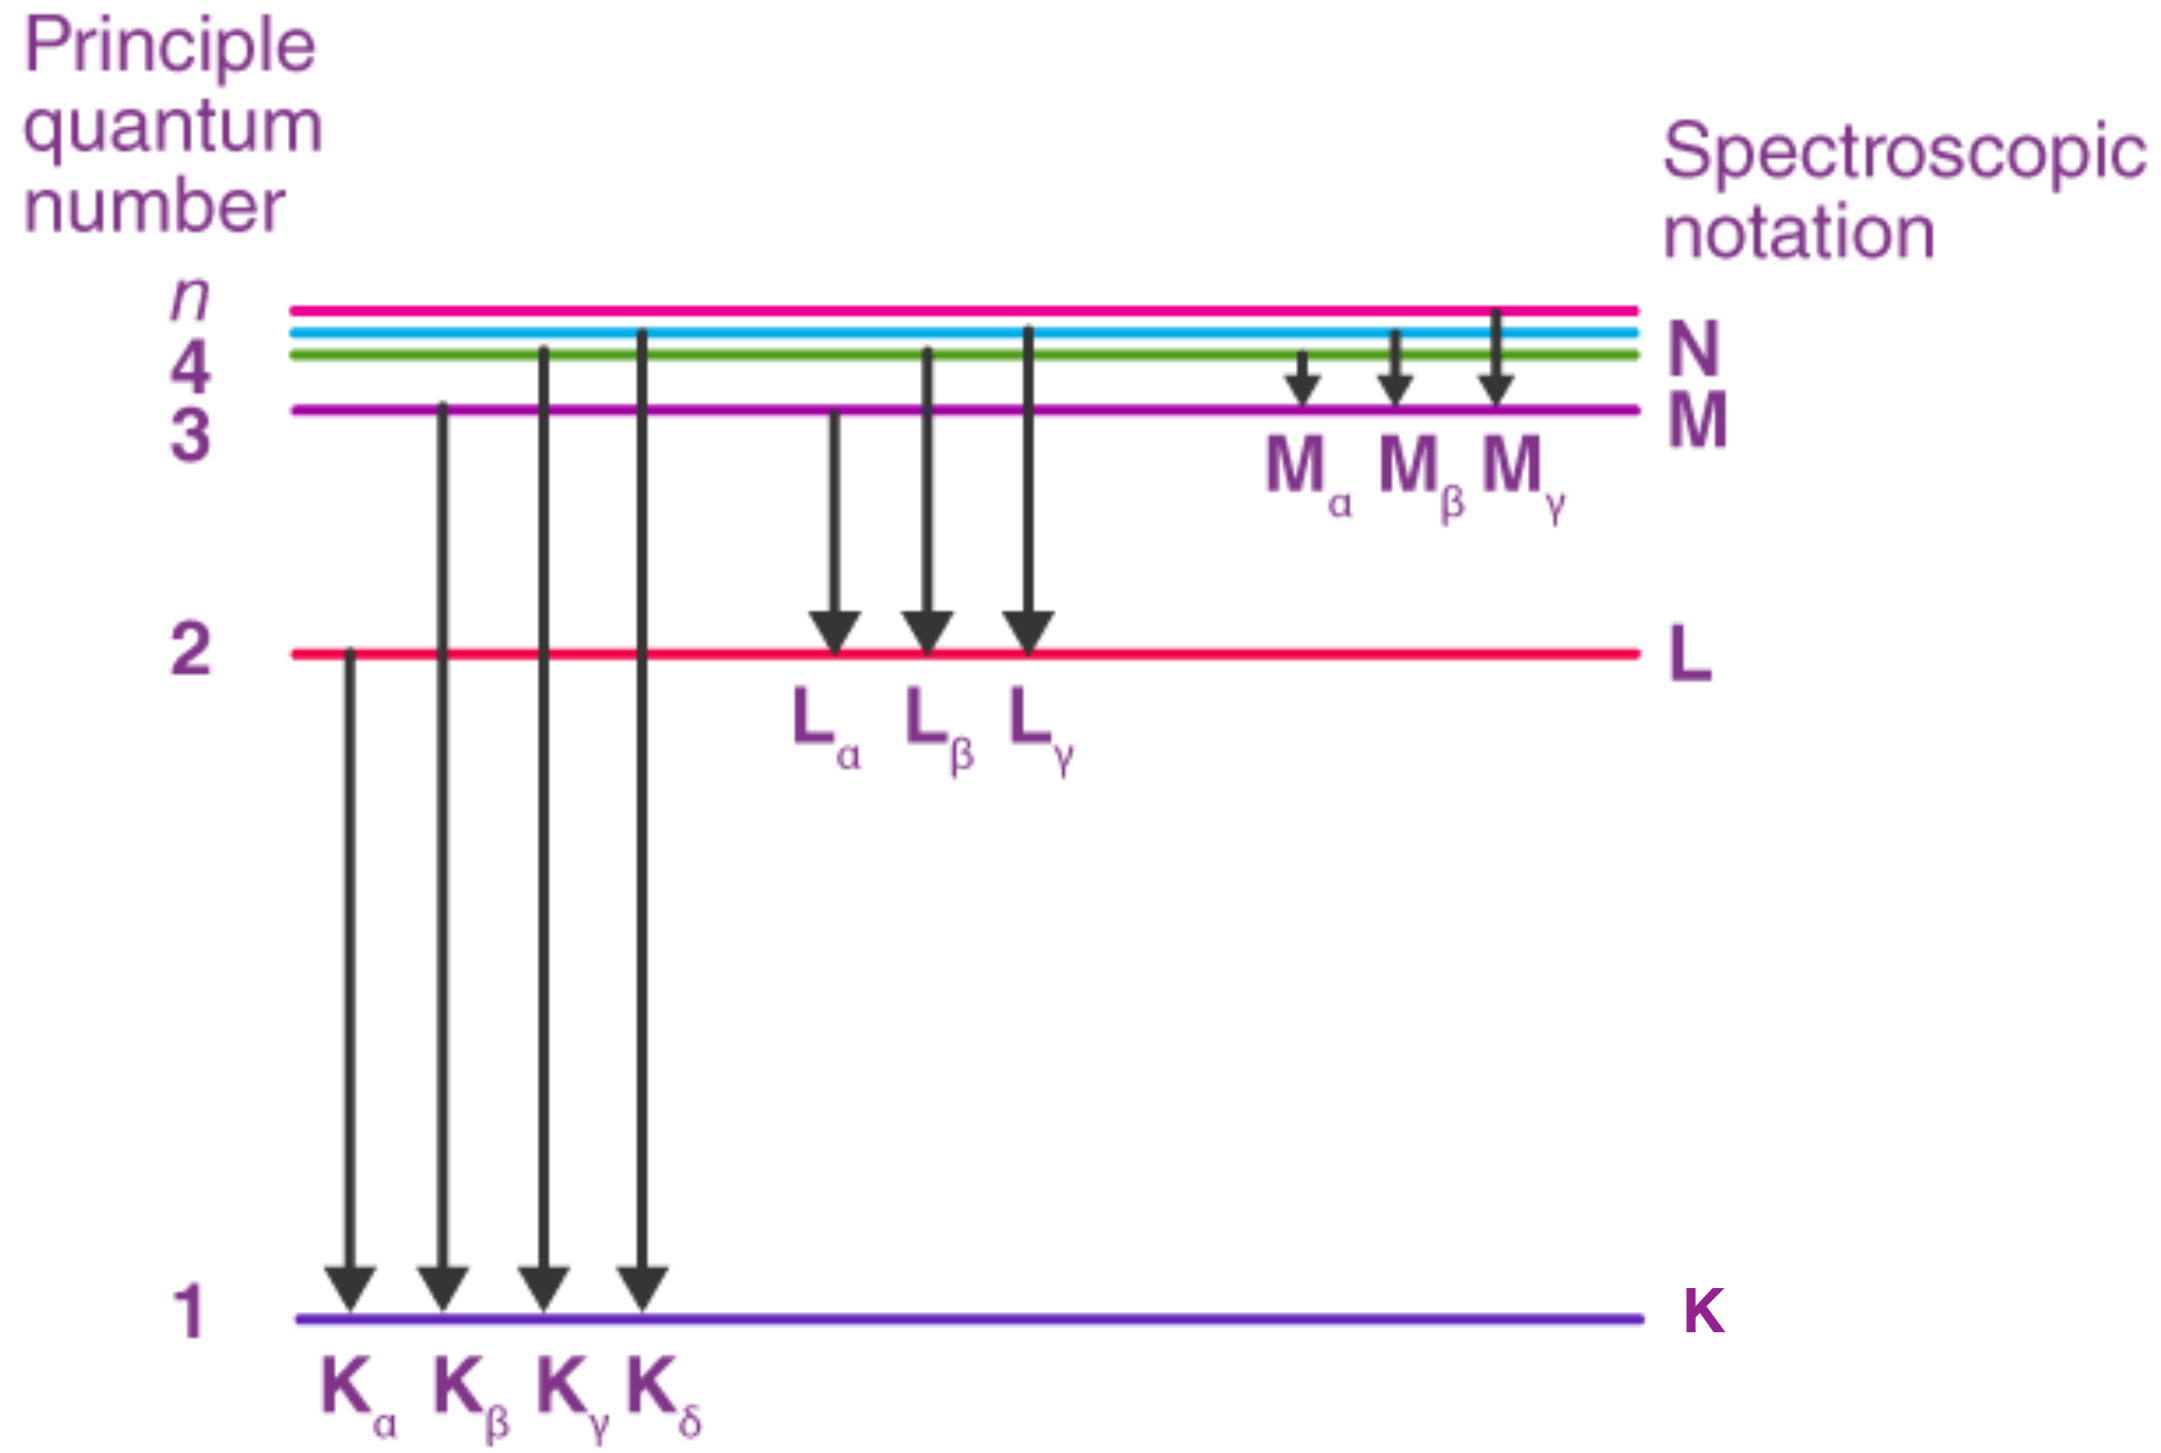 Principle
quantum
number
Spectroscopic
notation
n
4
N
3
M
Mα Mβ Mγ
2
L
Lα Lβ Lγ
1
K
Kα Kβ Kγ Kδ